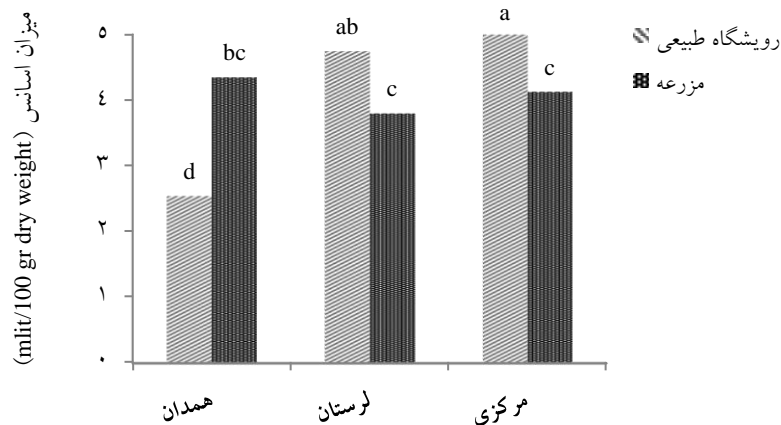 میزان اسانس
(mlit/100 gr dry weight)
۵
٤
۳
۲
۱
۰
d
bc
ab
c
a
c
همدان
لرستان
مرکزی
رویشگاه طبیعی
مزرعه